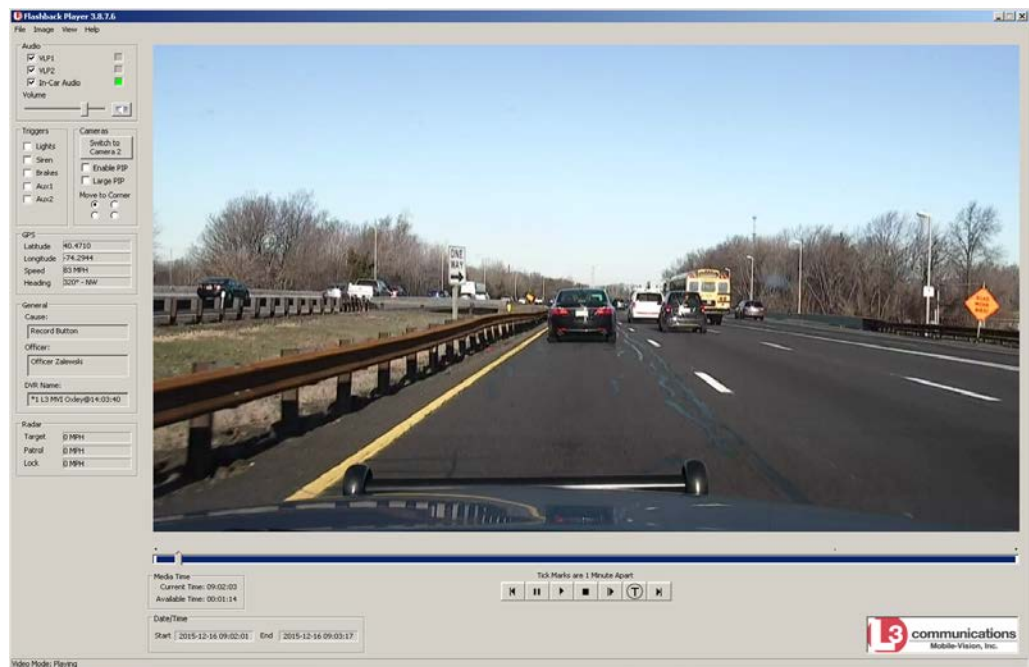 Flashback Player 3.8.7.6
File Image View Help
Audio
VLP1
VLP2
In-Car Audio
Volume
Triggers
Lights
Siren
Brakes
Aux1
Aux2
Cameras
Switch to
Camera 2
Enable PIP
Large PIP
Move to Corner
GPS
Latitude 40.4710
Longitude -74.2944
Speed 63 MPH
Heading 320° - NW
General
Cause:
Record Button
Officer:
Officer Zalewski
DVR Name:
*1 L3 MVI Oxley@14:03:40
Radar
Target 0 MPH
Patrol 0 MPH
Lock 0 MPH
ONE
WAY
ROAD
WORK
Media Time
Current Time: 09:02:03
Available Time: 00:01:14
Tick Marks are 1 Minute Apart
T
Date/Time
Start 2015-12-16 09:02:01 End 2015-12-16 09:03:17
L3 communications
Mobile-Vision, Inc.
Video Mode: Playing